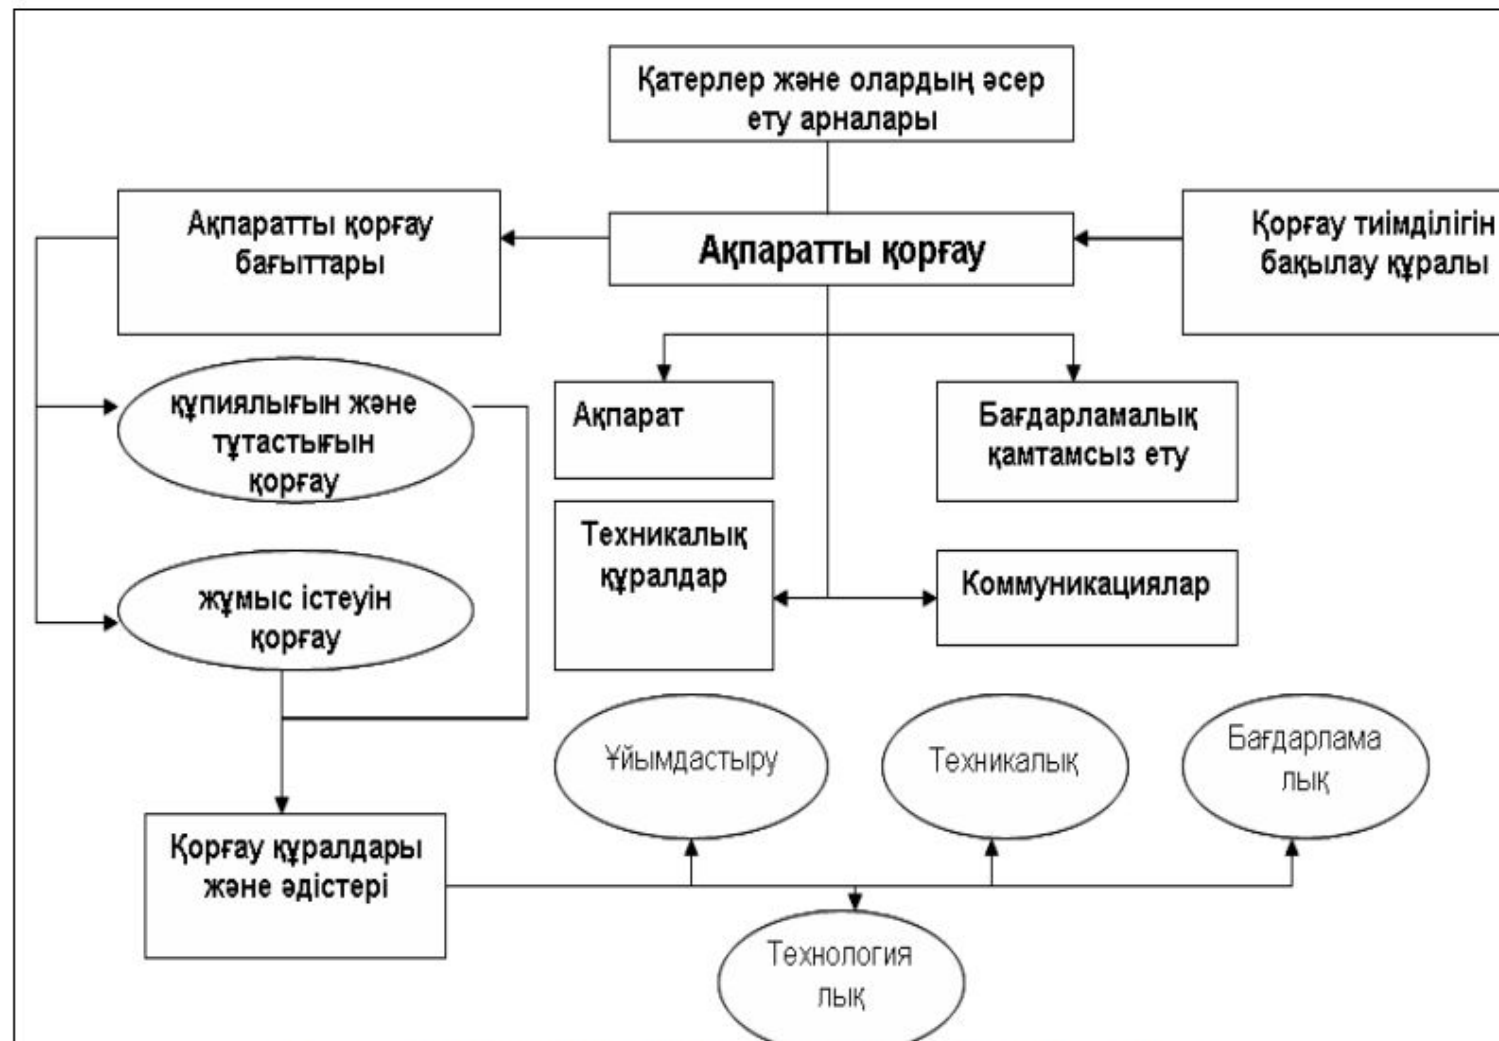 Қатерлер және олардың әсер
ету арналары
Ақпаратты қорғау
бағыттары
Ақпаратты қорғау
Қорғау тиімділігін
бақылау құралы
құпиялығын және
тұтастығын
қорғау
Ақпарат
Бағдарламалық
қамтамсыз ету
Техникалық
құралдар
Коммуникациялар
жұмыс істеуін
қорғау
Ұйымдастыру
Техникалық
Бағдарлама
лық
Қорғау құралдары
және әдістері
Технология
лық